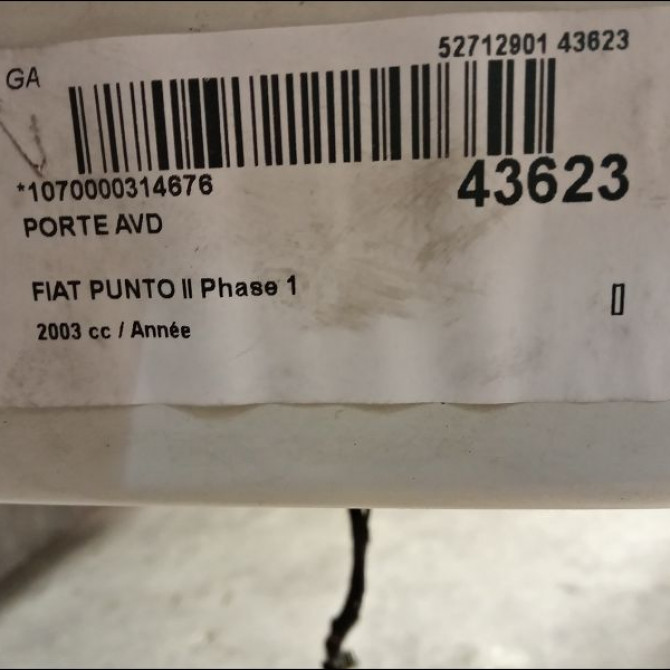 52712901 43623
GA
*1070000314676
43623
PORTE AVD
FIAT PUNTO II Phase 1
2003 cc / Année